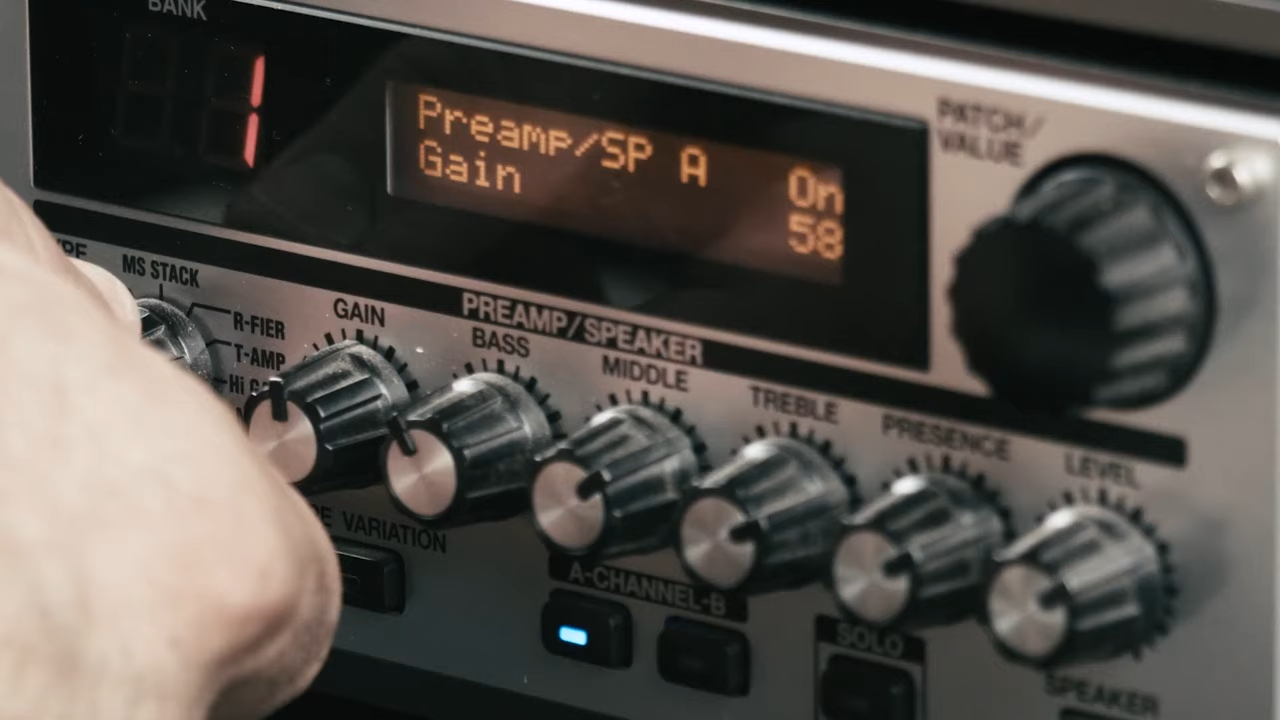 BANK
1
Preamp/SP A On
Gain 58
PATCH/
VALUE
MS STACK
R-FIER
T-AMP
GAIN
PREAMP/SPEAKER
BASS
MIDDLE
TREBLE
PRESENCE
LEVEL
VARIATION
A-CHANNEL-B
SOLO
SPEAKER